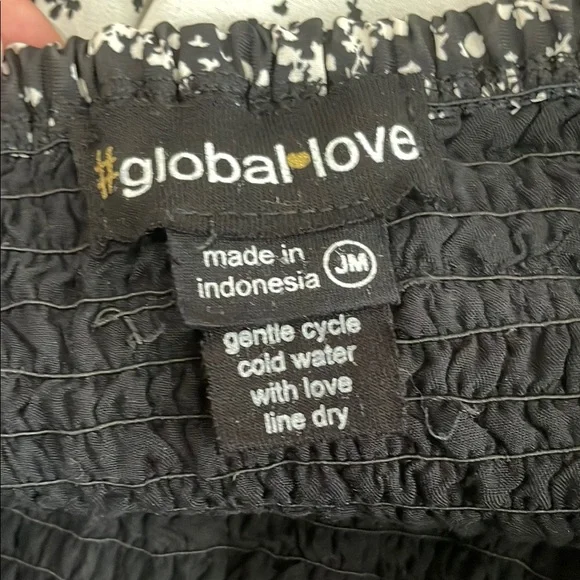 #global♥love
made in
indonesia JM
gentle cycle
cold water
with love
line dry